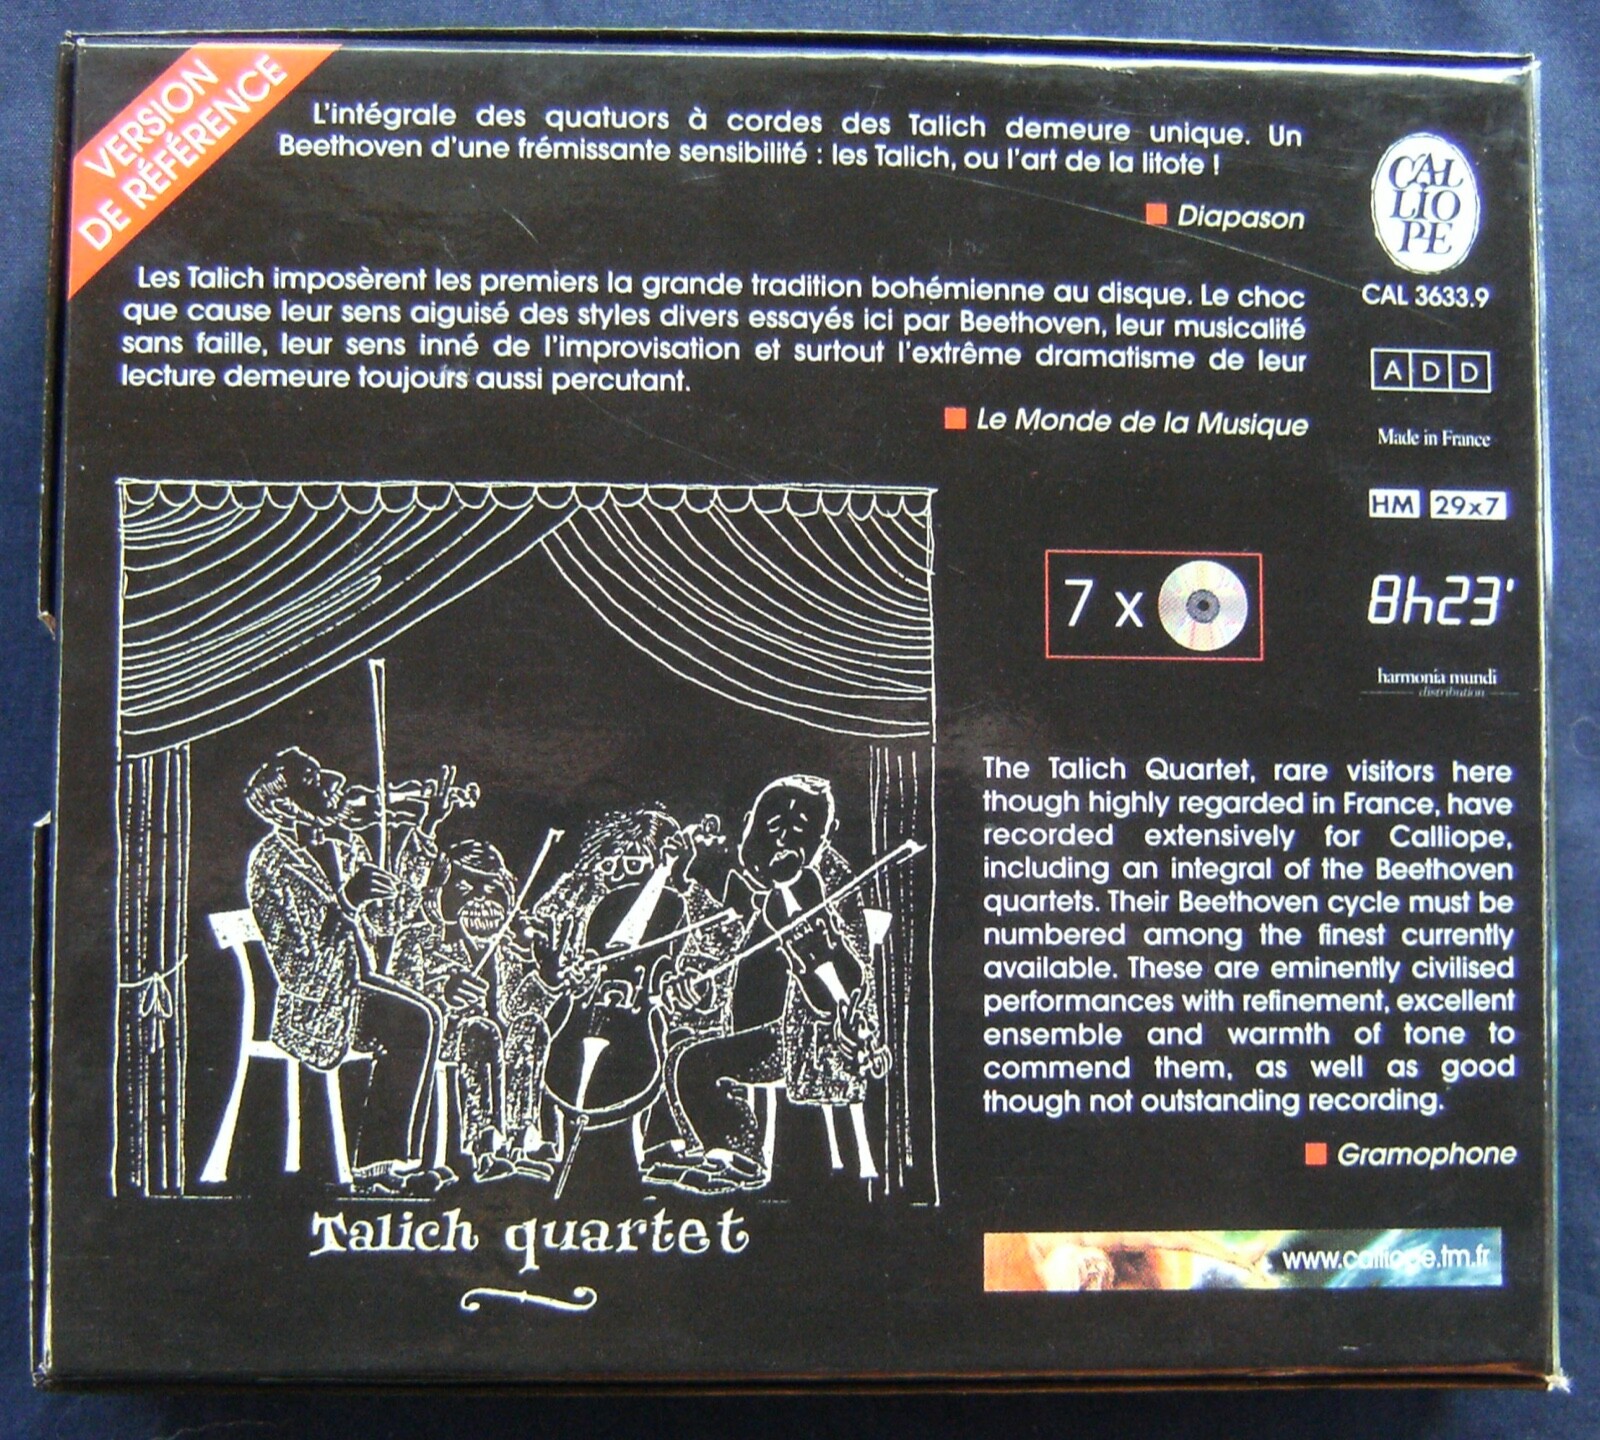 VERSION
DE RÉFÉRENCE
L'intégrale des quatuors à cordes des Talich demeure unique. Un
Beethoven d'une frémissante sensibilité : les Talich, ou l'art de la litote !
Diapason
Les Talich imposèrent les premiers la grande tradition bohémienne au disque. Le choc
que cause leur sens aiguisé des styles divers essayés ici par Beethoven, leur musicalité
sans faille, leur sens inné de l'improvisation et surtout l'extrême dramatisme de leur
lecture demeure toujours aussi percutant.
Le Monde de la Musique
CAL
LIO
PE
CAL 3633.9
A D D
Made in France
HM 29x7
7 x
8h23'
harmonia mundi
distribution
The Talich Quartet, rare visitors here
though highly regarded in France, have
recorded extensively for Calliope,
including an integral of the Beethoven
quartets. Their Beethoven cycle must be
numbered among the finest currently
available. These are eminently civilised
performances with refinement, excellent
ensemble and warmth of tone to
commend them, as well as good
though not outstanding recording.
Gramophone
Talich quartet
www.calliope.tm.fr